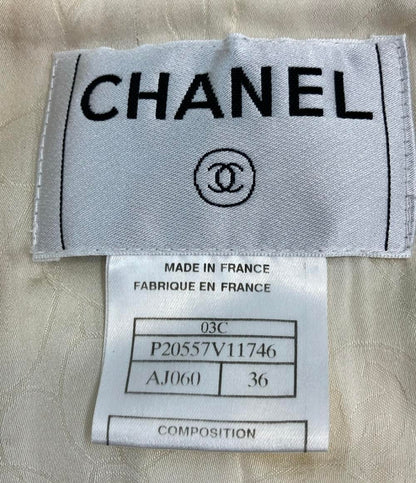 CHANEL
MADE IN FRANCE
FABRIQUE EN FRANCE
03C
P20557V11746
AJ060 36
COMPOSITION